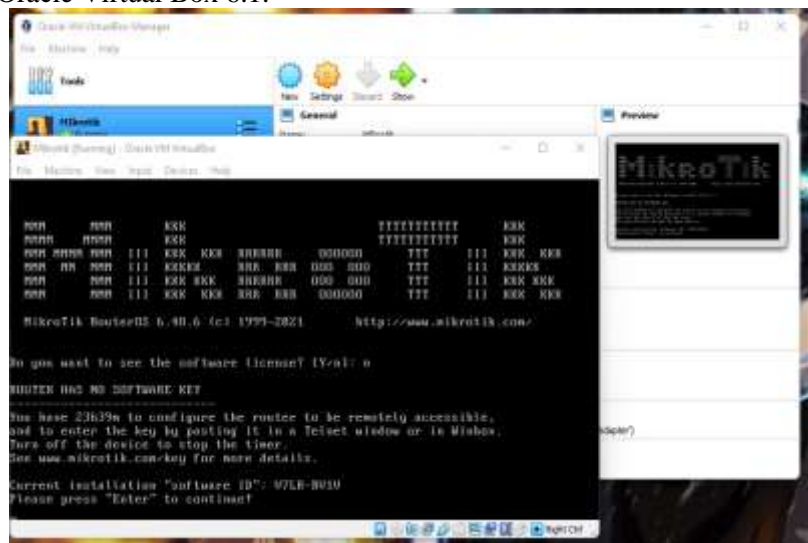 Oracle VM VirtualBox Manager
File Machine Help
Tools
New Settings Discard Show
Mikrotik
Running
General
Preview
Mikrotik [Running] - Oracle VM VirtualBox
File Machine View Input Devices Help
MikroTik
MikroTik RouterOS 6.48.6 (c) 1999-2021 http://www.mikrotik.com/
Do you want to see the software license? [Y/n]: n
ROUTER HAS NO SOFTWARE KEY
You have 23h39m to configure the router to be remotely accessible,
and to enter the key by pasting it in a Telnet window or in Winbox.
Turn off the device to stop the timer.
See www.mikrotik.com/key for more details.
Current installation "software ID":
Please press "Enter" to continue!
Right Ctrl